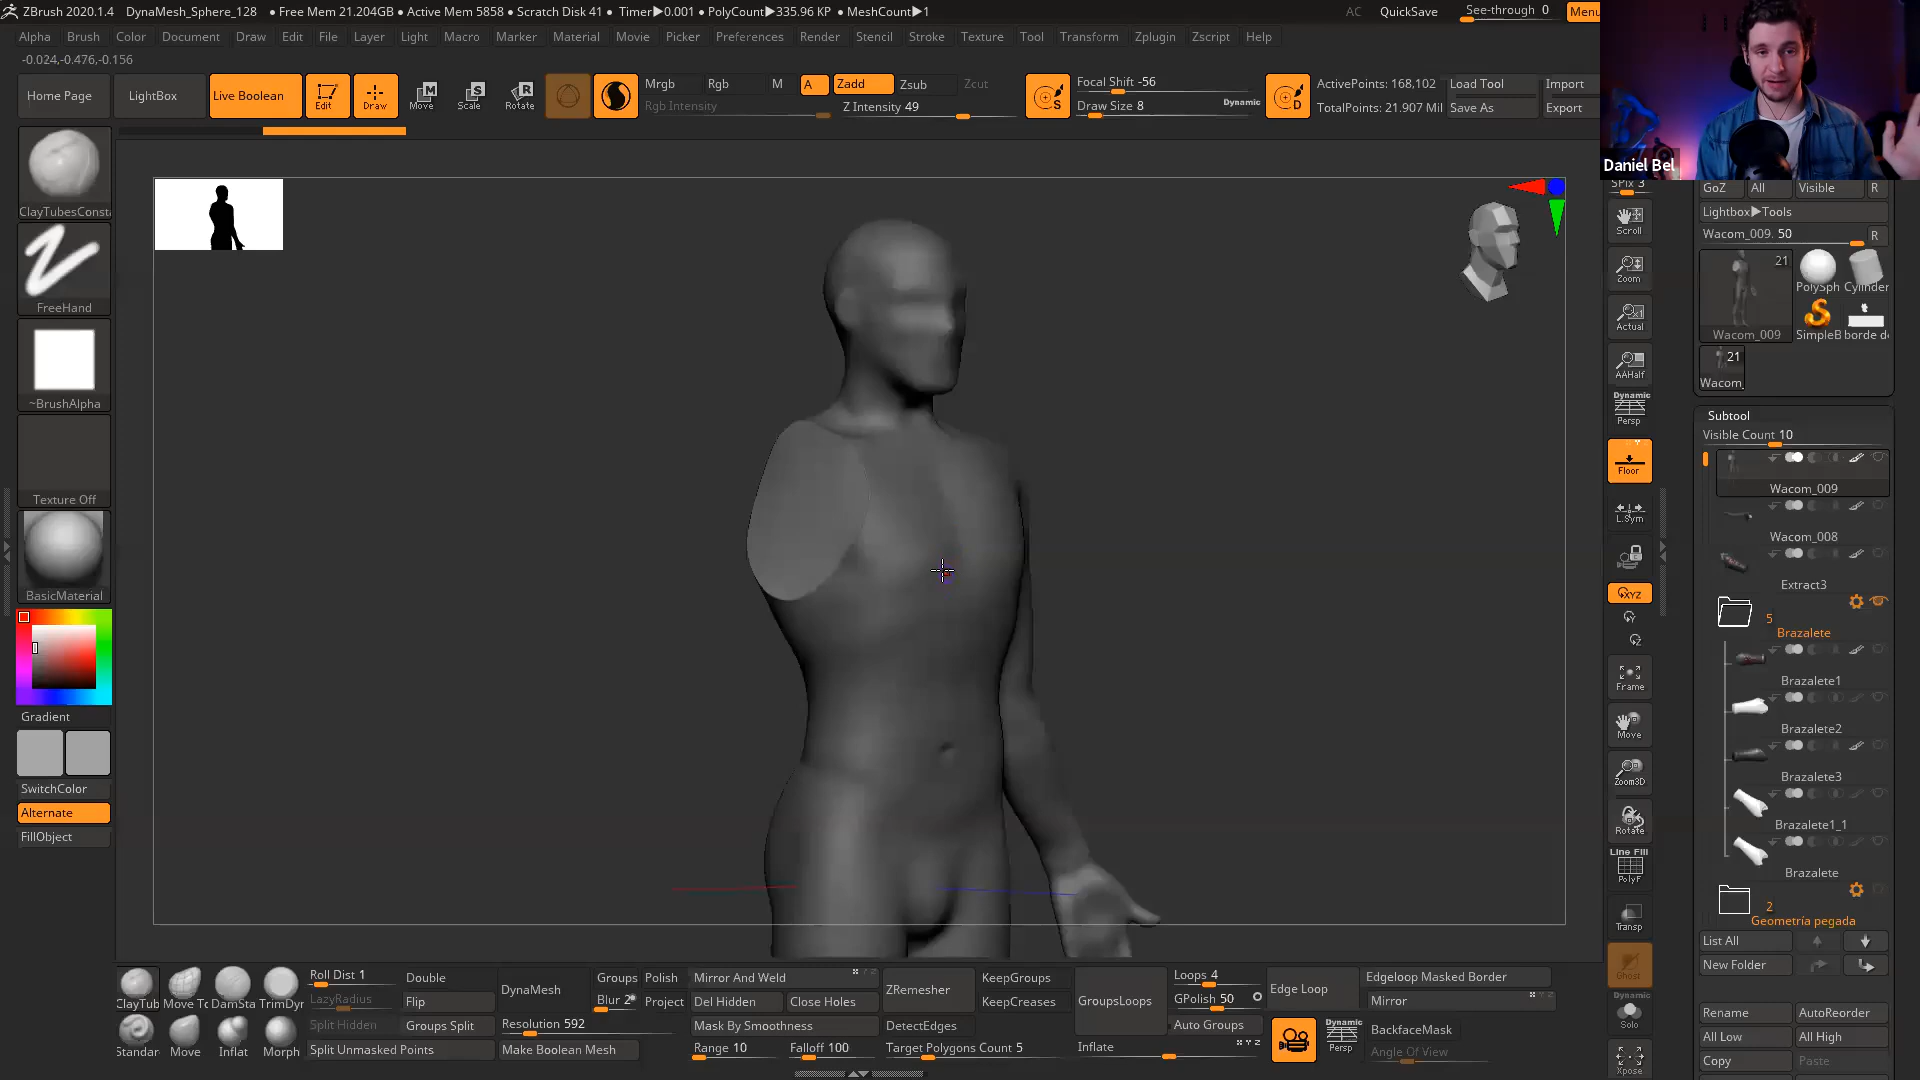 ZBrush 2020.1.4 DynaMesh_Sphere_128 ● Free Mem 21.204GB ● Active Mem 5858 ● Scratch Disk 41 ● Timer▶0.001 ● PolyCount▶335.96 KP ● MeshCount▶1 AC QuickSave See-through 0 Menu
Alpha Brush Color Document Draw Edit File Layer Light Macro Marker Material Movie Picker Preferences Render Stencil Stroke Texture Tool Transform Zplugin Zscript Help
-0.024,-0.476,-0.156
Home Page LightBox Live Boolean Edit Draw Move Scale Rotate
Mrgb Rgb M A Zadd Zsub Zcut
Rgb Intensity Z Intensity 49
Focal Shift -56
Draw Size 8 Dynamic
ActivePoints: 168,102 Load Tool Import
TotalPoints: 21.907 Mil Save As Export
Daniel Bel
ClayTubesConst
FreeHand
~BrushAlpha
Texture Off
BasicMaterial
Gradient
SwitchColor
Alternate
FillObject
SPix 3
Scroll
Zoom
Actual
AAHalf
Dynamic
Persp
Floor
L.Sym
XYZ
Y
Z
Frame
Move
Zoom3D
Rotate
Line Fill
PolyF
Transp
Ghost
Dynamic
Solo
Xpose
GoZ All Visible R
Lightbox▶Tools
Wacom_009. 50 R
21
PolySph Cylinder
Wacom_009 SimpleB borde de
21
Wacom_
Subtool
Visible Count 10
Wacom_009
Wacom_008
Extract3
5
Brazalete
Brazalete1
Brazalete2
Brazalete3
Brazalete1_1
Brazalete
2
Geometría pegada
List All
New Folder
Rename AutoReorder
All Low All High
Copy Paste
ClayTub Move To DamSta TrimDyn
Standar Move Inflat Morph
Roll Dist 1 Double
LazyRadius Flip
Split Hidden Groups Split
Split Unmasked Points
DynaMesh Groups Polish
Blur 2 Project
Resolution 592
Make Boolean Mesh
Mirror And Weld
Del Hidden Close Holes
Mask By Smoothness
Range 10 Falloff 100
ZRemesher KeepGroups
KeepCreases
DetectEdges
Target Polygons Count 5
GroupsLoops Loops 4
GPolish 50
Auto Groups
Inflate
Edge Loop Edgeloop Masked Border
Mirror
Dynamic
Persp
BackfaceMask
Angle Of View